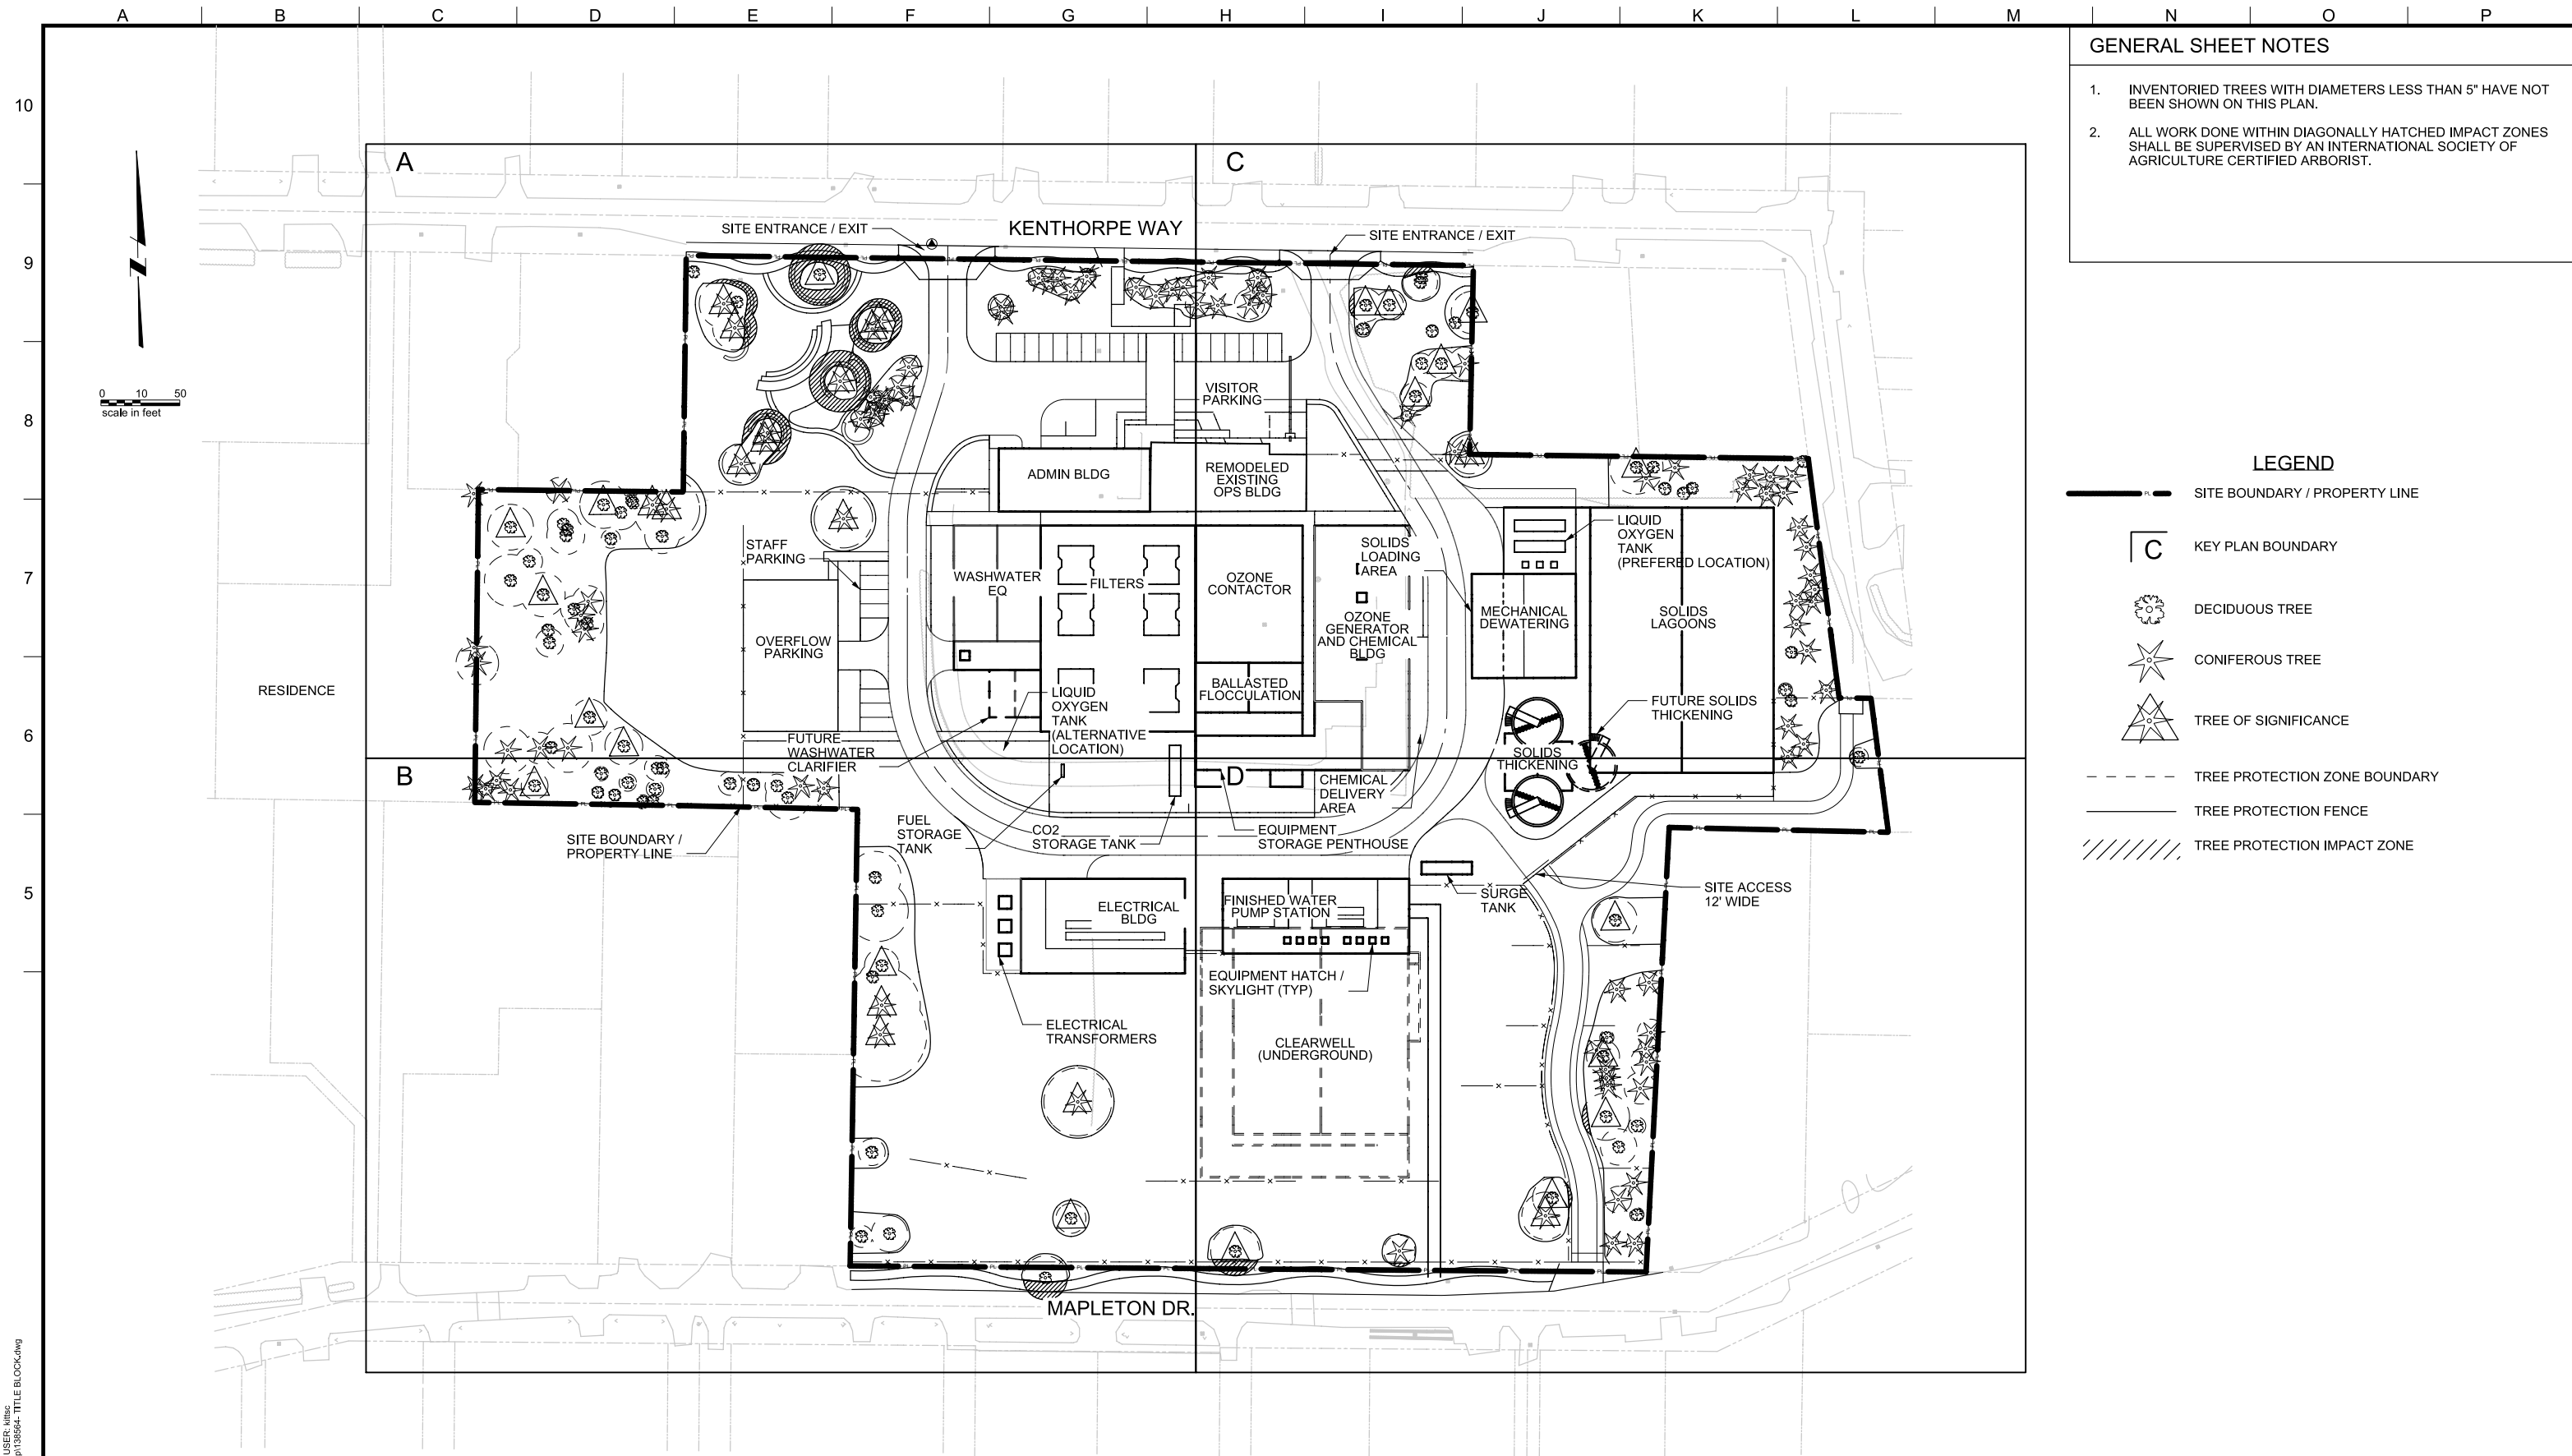 A B C D E F G H I J K L M N O P
10
9
8
7
6
5
GENERAL SHEET NOTES
1. INVENTORIED TREES WITH DIAMETERS LESS THAN 5" HAVE NOT
BEEN SHOWN ON THIS PLAN.
2. ALL WORK DONE WITHIN DIAGONALLY HATCHED IMPACT ZONES
SHALL BE SUPERVISED BY AN INTERNATIONAL SOCIETY OF
AGRICULTURE CERTIFIED ARBORIST.
N
0 10 50
scale in feet
A
C
B
D
KENTHORPE WAY
SITE ENTRANCE / EXIT
SITE ENTRANCE / EXIT
VISITOR
PARKING
ADMIN BLDG
REMODELED
EXISTING
OPS BLDG
STAFF
PARKING
WASHWATER
EQ
FILTERS
OZONE
CONTACTOR
SOLIDS
LOADING
AREA
OZONE
GENERATOR
AND CHEMICAL
BLDG
LIQUID
OXYGEN
TANK
(PREFERED LOCATION)
MECHANICAL
DEWATERING
SOLIDS
LAGOONS
OVERFLOW
PARKING
RESIDENCE
BALLASTED
FLOCCULATION
LIQUID
OXYGEN
TANK
(ALTERNATIVE
LOCATION)
FUTURE SOLIDS
THICKENING
FUTURE
WASHWATER
CLARIFIER
SOLIDS
THICKENING
CHEMICAL
DELIVERY
AREA
FUEL
STORAGE
TANK
CO2
STORAGE TANK
EQUIPMENT
STORAGE PENTHOUSE
SITE BOUNDARY /
PROPERTY LINE
SURGE
TANK
SITE ACCESS
12' WIDE
ELECTRICAL
BLDG
FINISHED WATER
PUMP STATION
EQUIPMENT HATCH /
SKYLIGHT (TYP)
ELECTRICAL
TRANSFORMERS
CLEARWELL
(UNDERGROUND)
MAPLETON DR.
LEGEND
PL SITE BOUNDARY / PROPERTY LINE
C KEY PLAN BOUNDARY
DECIDUOUS TREE
CONIFEROUS TREE
TREE OF SIGNIFICANCE
TREE PROTECTION ZONE BOUNDARY
TREE PROTECTION FENCE
TREE PROTECTION IMPACT ZONE
USER: kittsc